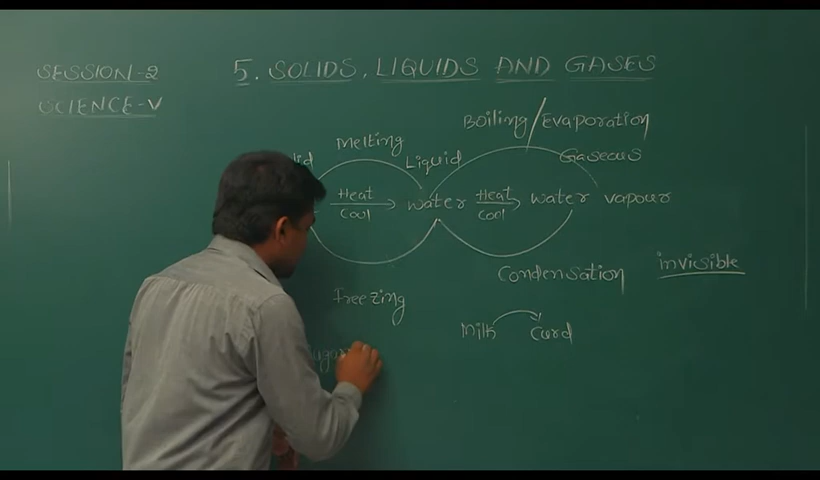 SESSION-2
SCIENCE-V
5. SOLIDS, LIQUIDS AND GASES
Boiling/Evaporation
Melting
Liquid
Gaseous
Heat
Cool
water
Heat
Cool
water vapour
Condensation
invicsible
Freezing
Milk
Curd